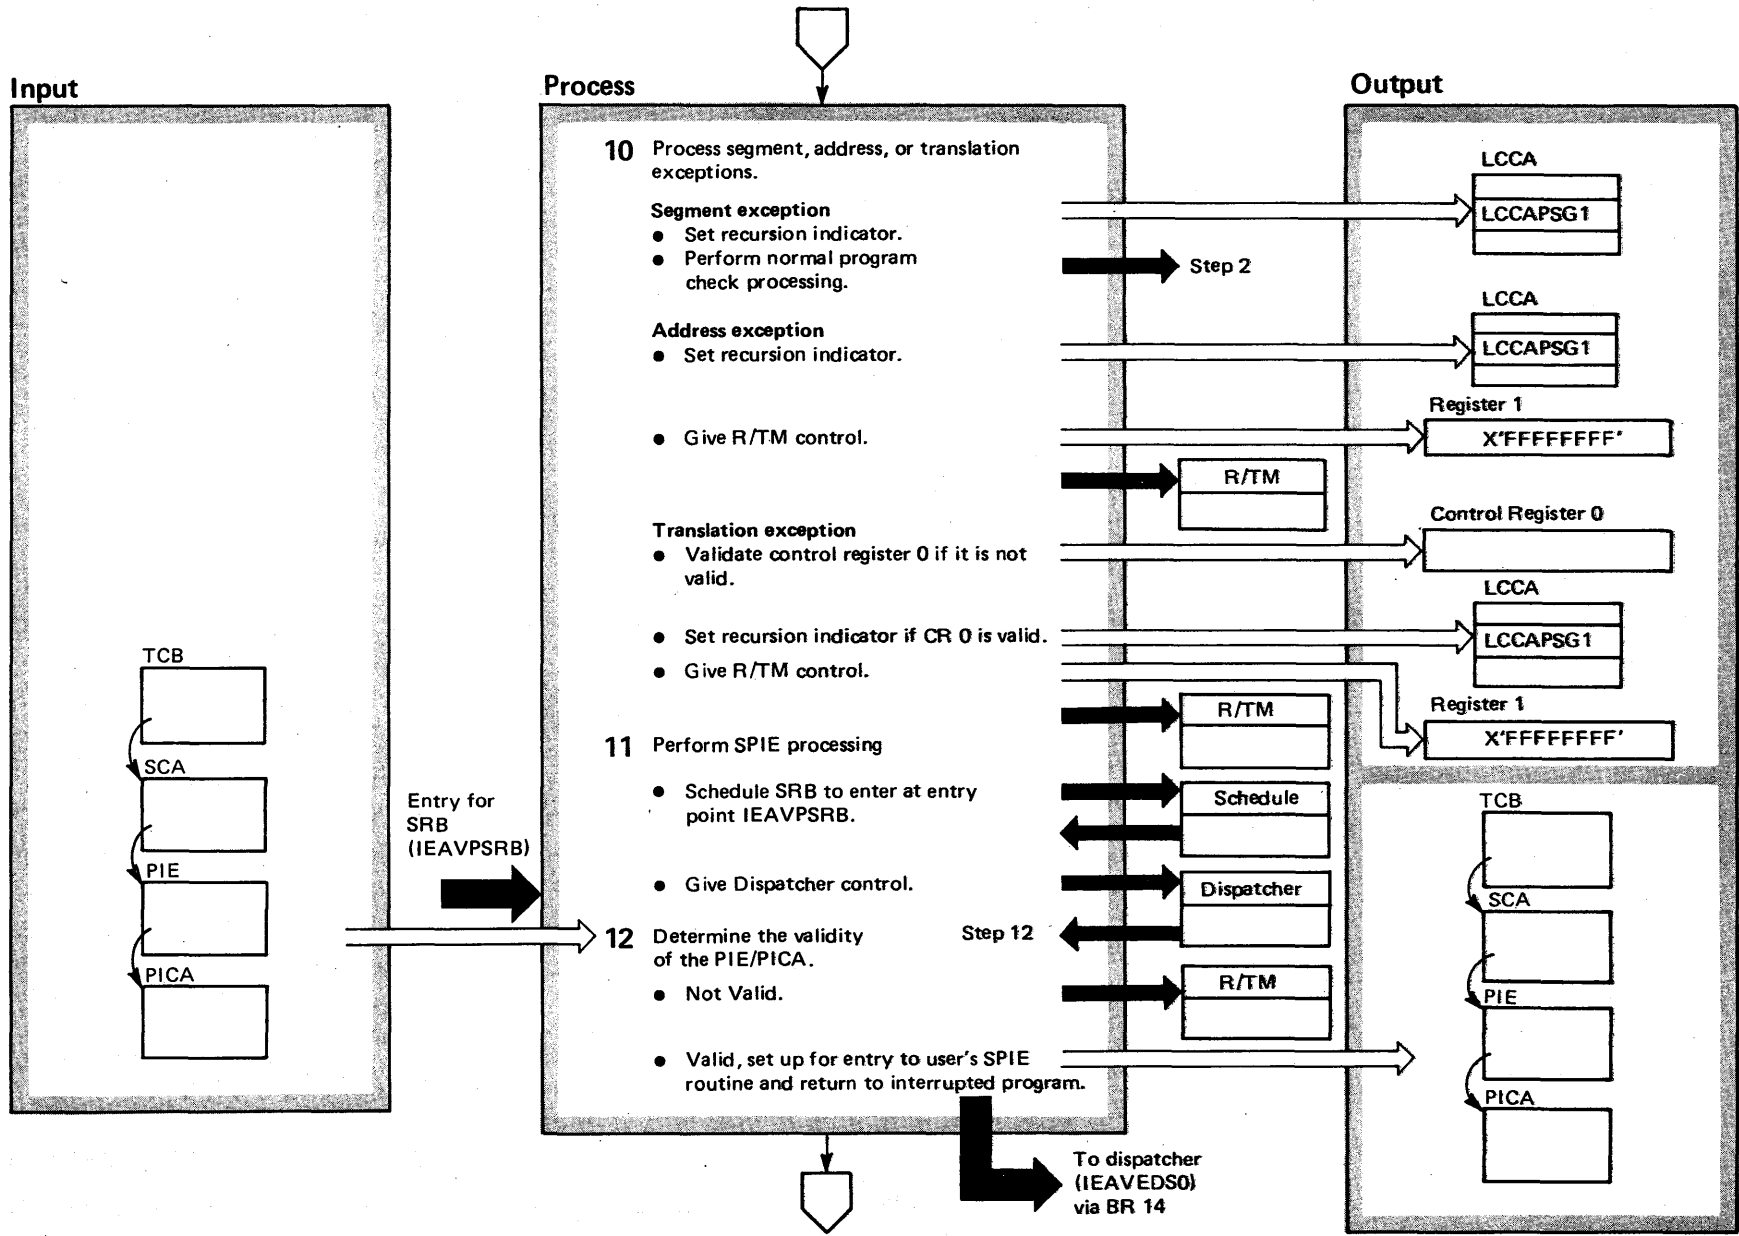 Input
TCB
SCA
PIE
PICA
Entry for
SRB
(IEAVPSRB)
Process
10 Process segment, address, or translation
exceptions.
Segment exception
● Set recursion indicator.
● Perform normal program
check processing.
Step 2
Address exception
● Set recursion indicator.
● Give R/TM control.
R/TM
Translation exception
● Validate control register 0 if it is not
valid.
● Set recursion indicator if CR 0 is valid.
● Give R/TM control.
R/TM
11 Perform SPIE processing
● Schedule SRB to enter at entry
point IEAVPSRB.
Schedule
● Give Dispatcher control.
Dispatcher
12 Determine the validity
of the PIE/PICA.
Step 12
● Not Valid.
R/TM
● Valid, set up for entry to user's SPIE
routine and return to interrupted program.
To dispatcher
(IEAVEDS0)
via BR 14
Output
LCCA
LCCAPSG1
LCCA
LCCAPSG1
Register 1
X'FFFFFFFF'
Control Register 0
LCCA
LCCAPSG1
Register 1
X'FFFFFFFF'
TCB
SCA
PIE
PICA